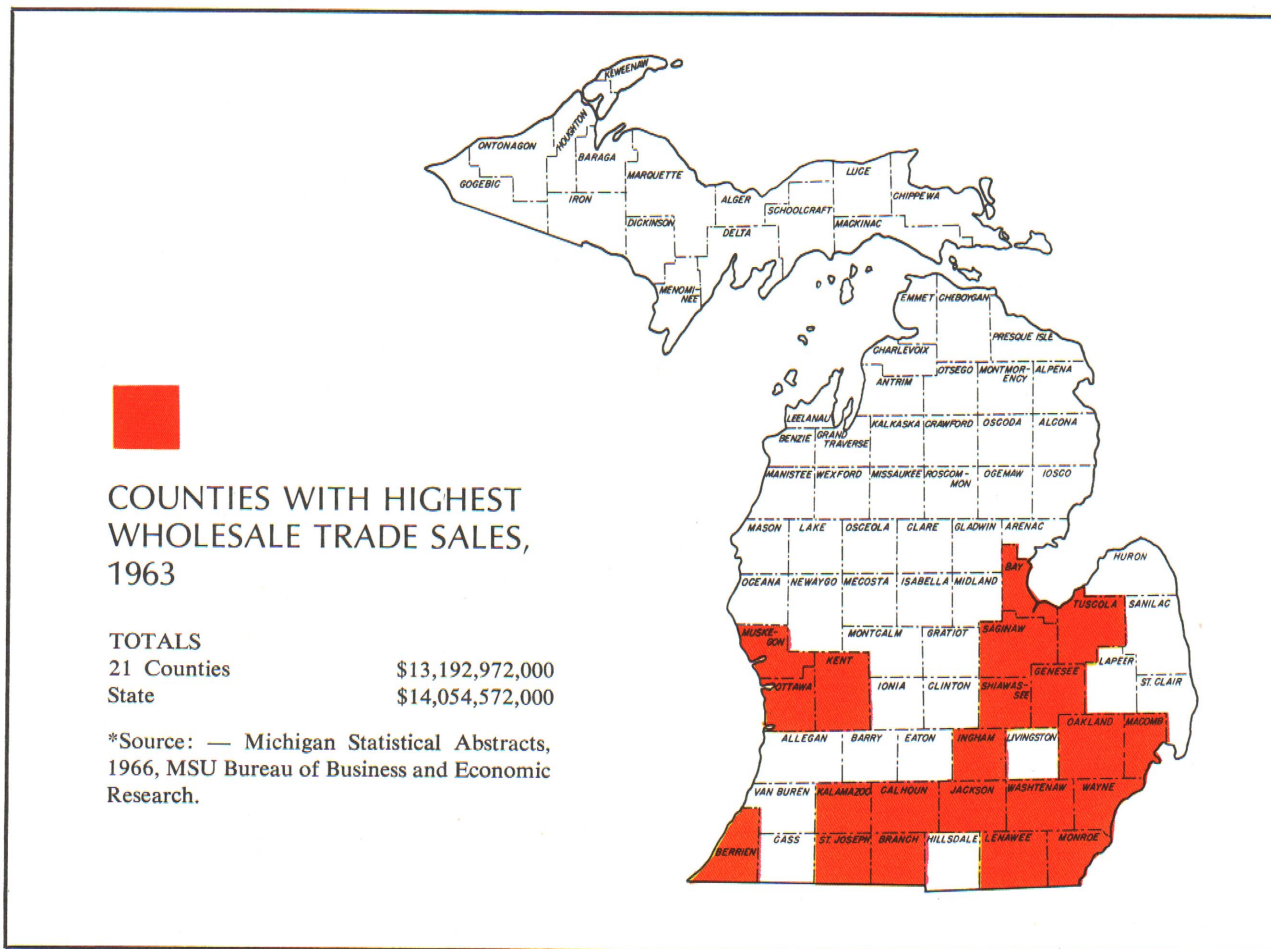 KEWEENAW
HOUGHTON
ONTONAGON
BARAGA
GOGEBIC
IRON
MARQUETTE
DICKINSON
ALGER
SCHOOLCRAFT
LUCE
CHIPPEWA
DELTA
MACKINAC
MENOMI-
NEE
EMMET
CHEBOYGAN
PRESQUE ISLE
CHARLEVOIX
ANTRIM
OTSEGO
MONTMOR-
ENCY
ALPENA
LEELANAU
BENZIE
GRAND
TRAVERSE
KALKASKA
CRAWFORD
OSCODA
ALCONA
MANISTEE
WEXFORD
MISSAUKEE
ROSCOM-
MON
OGEMAW
IOSCO
COUNTIES WITH HIGHEST
WHOLESALE TRADE SALES,
1963
TOTALS
21 Counties $13,192,972,000
State $14,054,572,000
*Source: — Michigan Statistical Abstracts,
1966, MSU Bureau of Business and Economic
Research.
MASON
LAKE
OSCEOLA
CLARE
GLADWIN
ARENAC
BAY
HURON
OCEANA
NEWAYGO
MECOSTA
ISABELLA
MIDLAND
TUSCOLA
SANILAC
MUSKE-
GON
MONTCALM
GRATIOT
SAGINAW
KENT
OTTAWA
IONIA
CLINTON
SHIAWAS-
SEE
GENESEE
LAPEER
ST. CLAIR
ALLEGAN
BARRY
EATON
INGHAM
LIVINGSTON
OAKLAND
MACOMB
VAN BUREN
KALAMAZOO
CALHOUN
JACKSON
WASHTENAW
WAYNE
BERRIEN
CASS
ST. JOSEPH
BRANCH
HILLSDALE
LENAWEE
MONROE